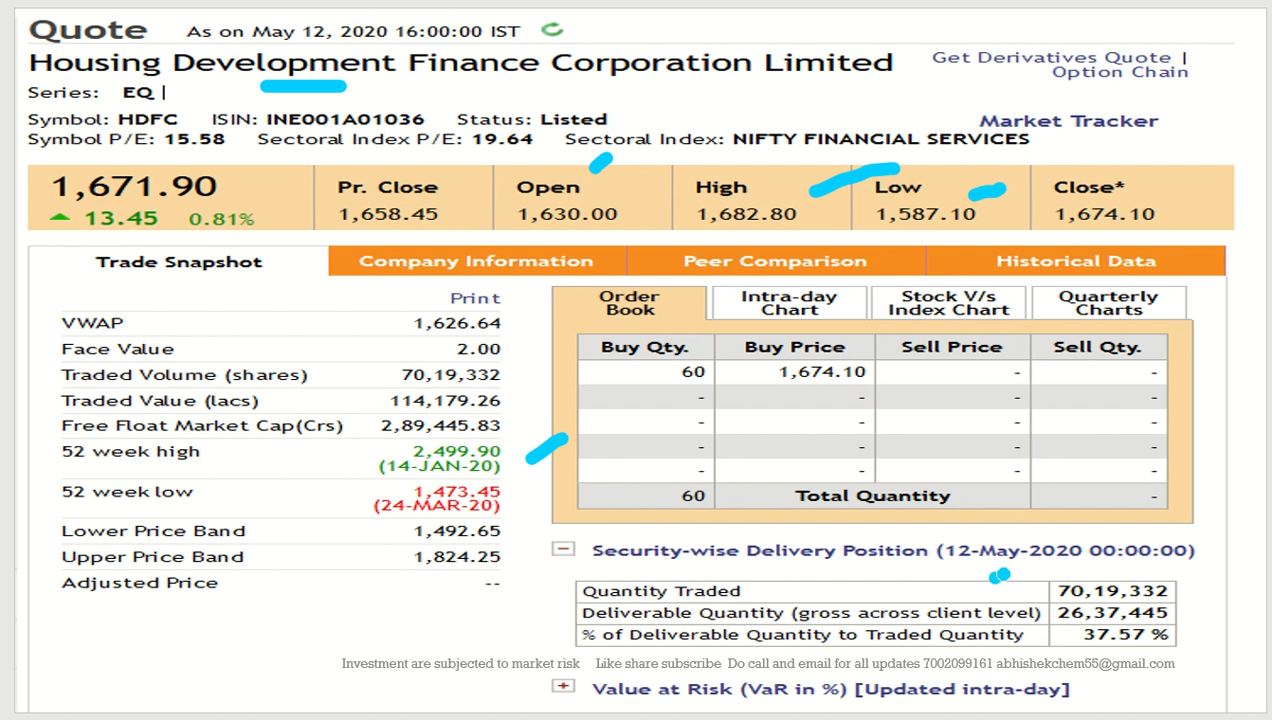 Quote As on May 12, 2020 16:00:00 IST
Housing Development Finance Corporation Limited
Get Derivatives Quote |
Option Chain
Series: EQ |
Symbol: HDFC ISIN: INE001A01036 Status: Listed
Market Tracker
Symbol P/E: 15.58 Sectoral Index P/E: 19.64 Sectoral Index: NIFTY FINANCIAL SERVICES
1,671.90 Pr. Close Open High Low Close*
13.45 0.81% 1,658.45 1,630.00 1,682.80 1,587.10 1,674.10
Trade Snapshot Company Information Peer Comparison Historical Data
Print
VWAP 1,626.64
Face Value 2.00
Traded Volume (shares) 70,19,332
Traded Value (lacs) 114,179.26
Free Float Market Cap(Crs) 2,89,445.83
52 week high 2,499.90
(14-JAN-20)
52 week low 1,473.45
(24-MAR-20)
Lower Price Band 1,492.65
Upper Price Band 1,824.25
Adjusted Price --
Order Intra-day Stock V/s Quarterly
Book Chart Index Chart Charts
Buy Qty. Buy Price Sell Price Sell Qty.
60 1,674.10 - -
- - - -
- - - -
- - - -
- - - -
60 Total Quantity -
Security-wise Delivery Position (12-May-2020 00:00:00)
Quantity Traded 70,19,332
Deliverable Quantity (gross across client level) 26,37,445
% of Deliverable Quantity to Traded Quantity 37.57 %
Investment are subjected to market risk Like share subscribe Do call and email for all updates 7002099161 abhishekchem55@gmail.com
Value at Risk (VaR in %) [Updated intra-day]